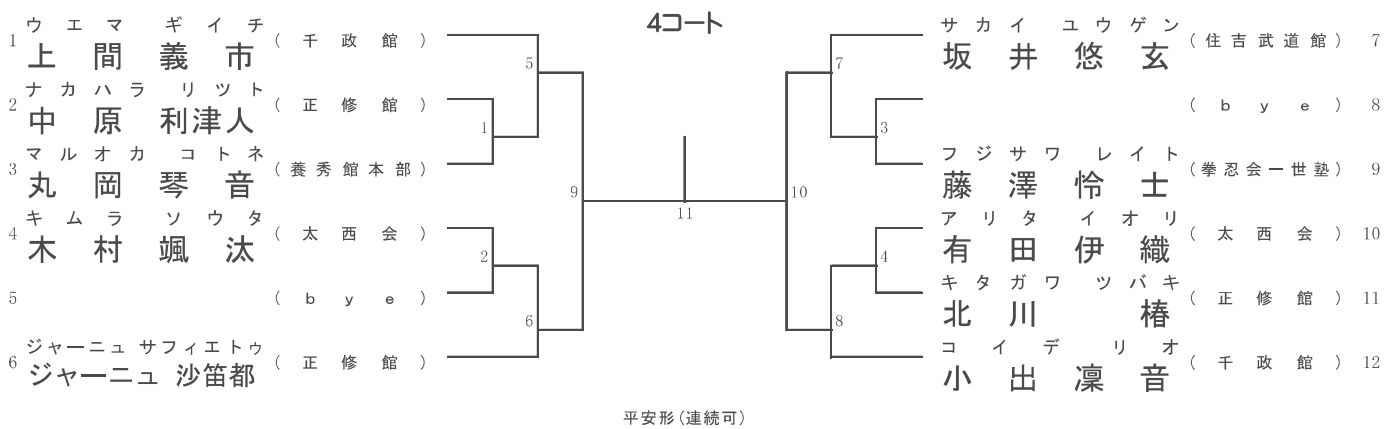 4コート
ウエマ ギイチ
1 上間義市 (千政館)
ナカハラ リツト
2 中原利津人 (正修館)
マルオカ コトネ
3 丸岡琴音 (養秀館本部)
キムラ ソウタ
4 木村颯汰 (太西会)
5 (bye)
ジャーニュ サフィエトゥ
6 ジャーニュ 沙笛都 (正修館)
5
1
9
2
6
11
7
3
10
4
8
サカイ ユウゲン
坂井悠玄 (住吉武道館) 7
(bye) 8
フジサワ レイト
藤澤怜士 (拳忍会一世塾) 9
アリタ イオリ
有田伊織 (太西会) 10
キタガワ ツバキ
北川椿 (正修館) 11
コイデ リオ
小出凜音 (千政館) 12
平安形(連続可)